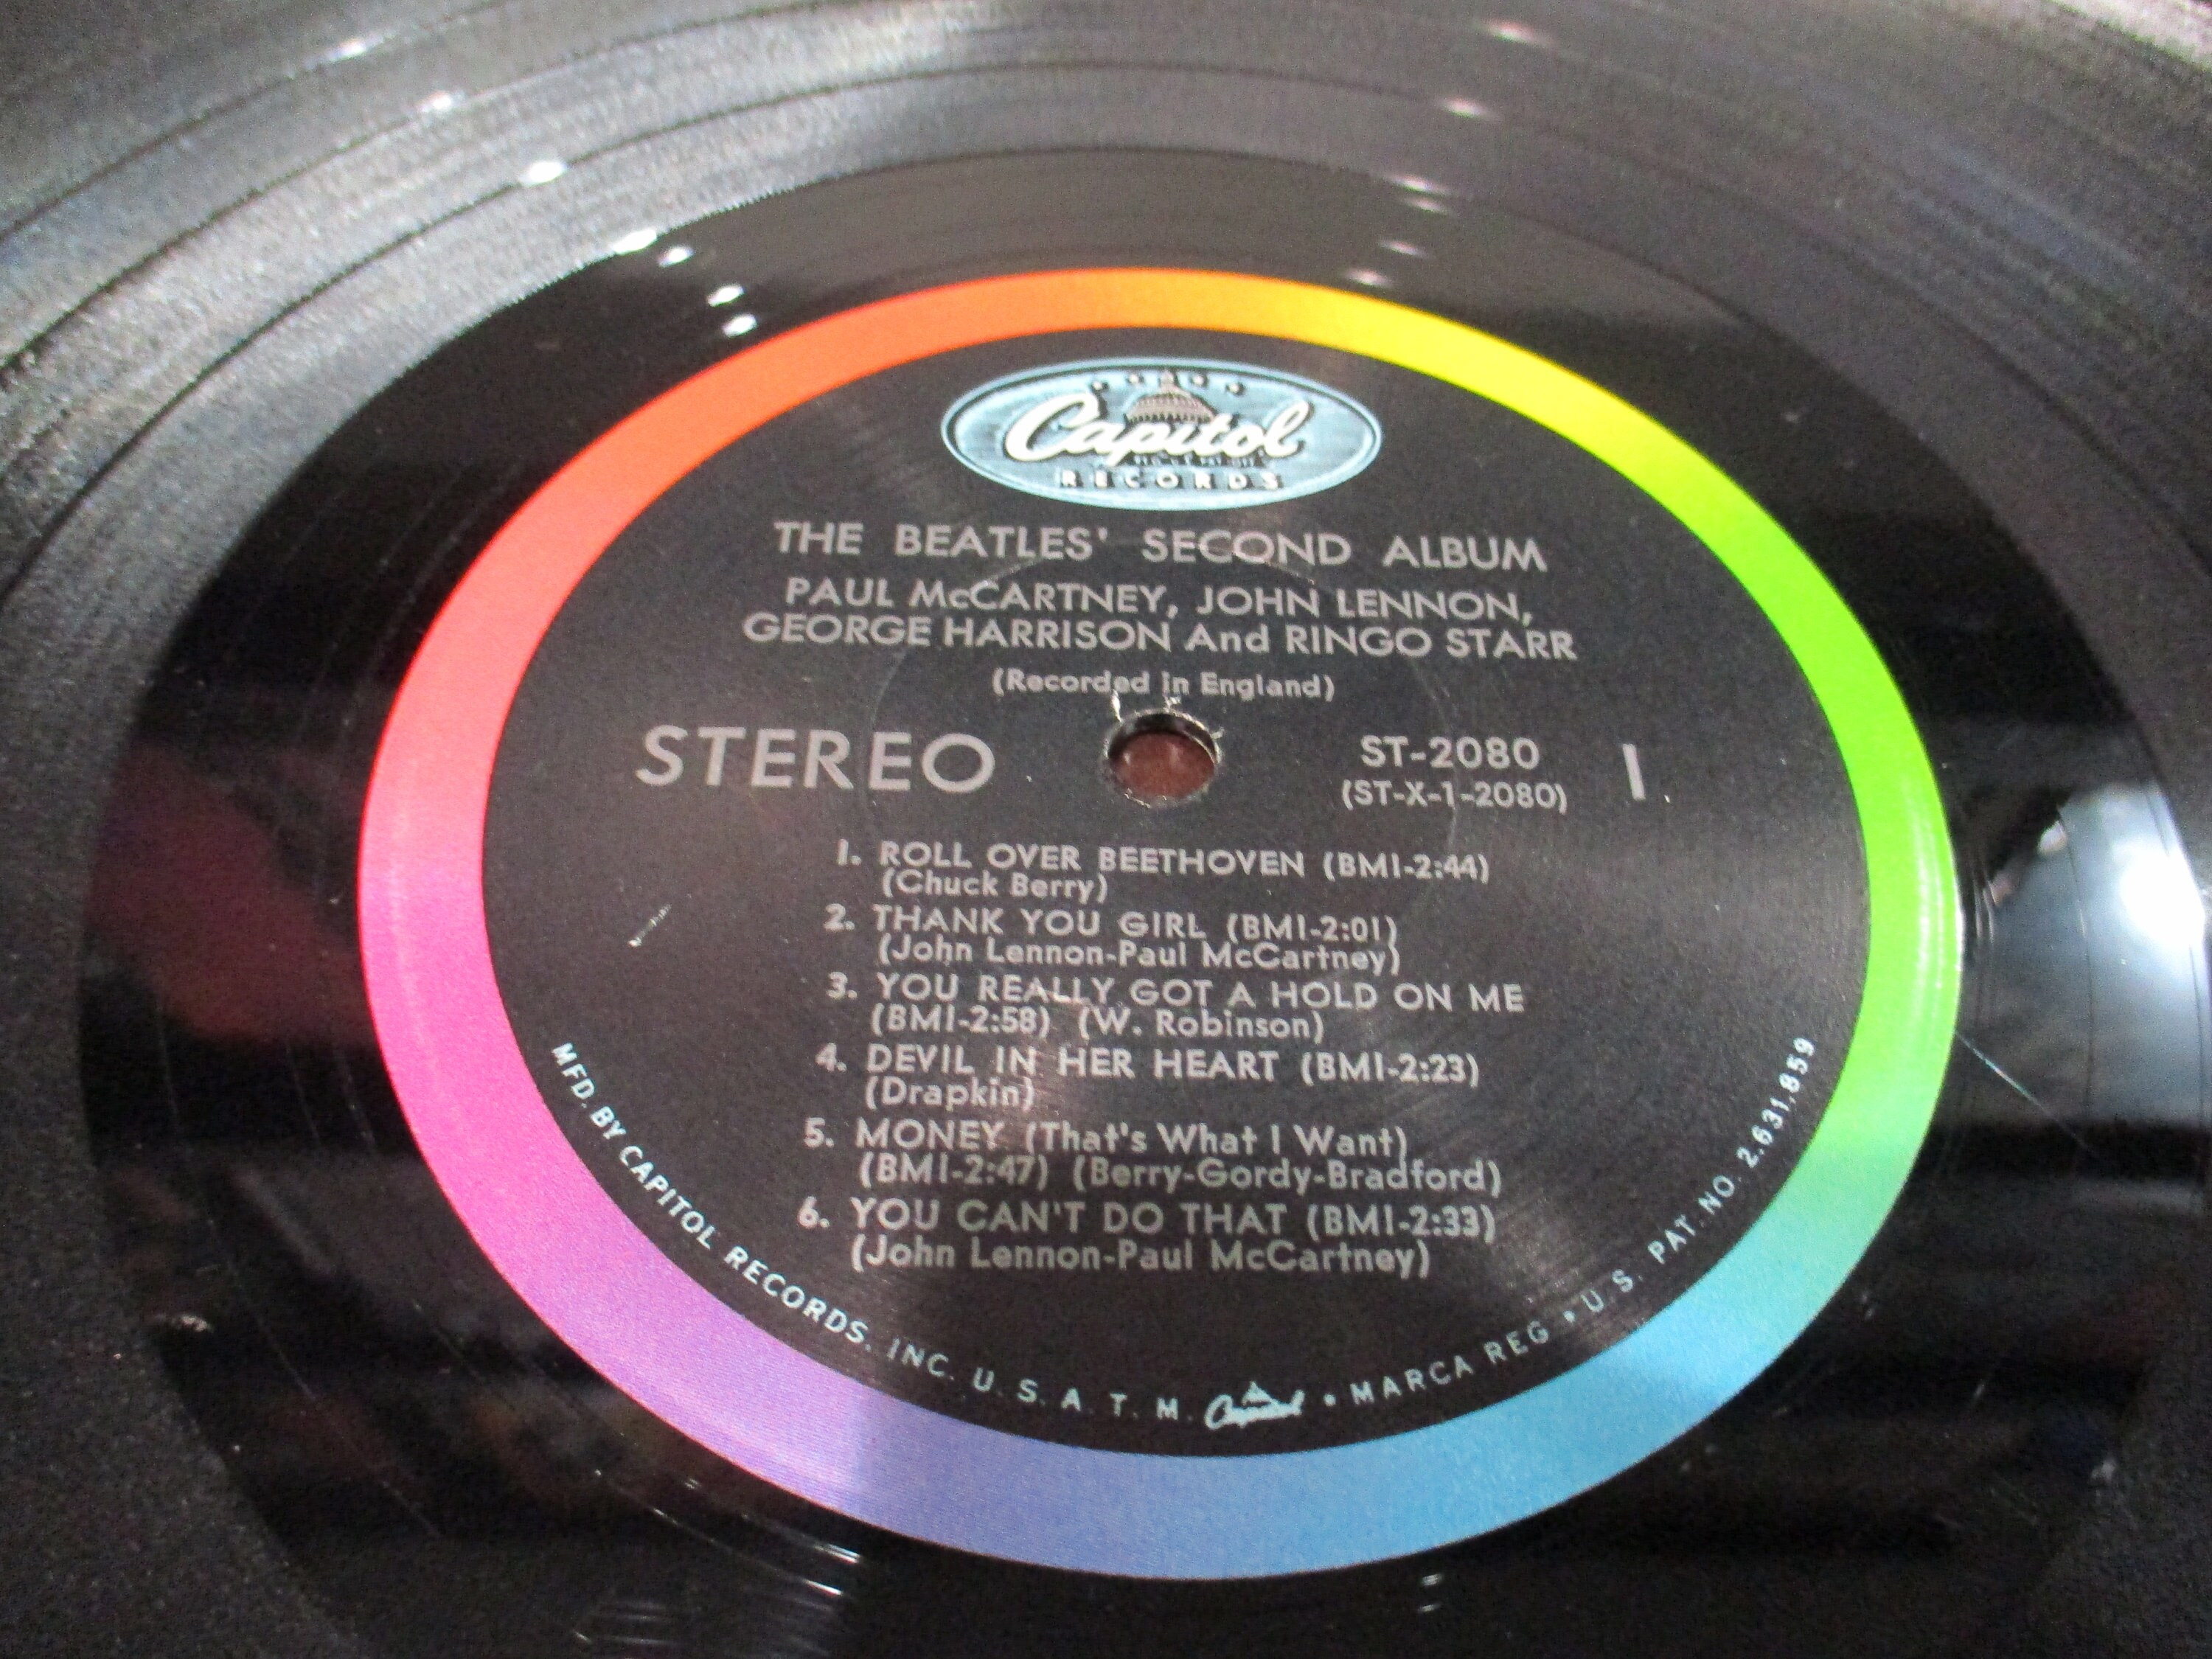 Capitol
RECORDS
THE BEATLES' SECOND ALBUM
PAUL McCARTNEY, JOHN LENNON,
GEORGE HARRISON And RINGO STARR
(Recorded in England)
STEREO
ST-2080
(ST-X-1-2080)
1
1. ROLL OVER BEETHOVEN (BMI-2:44)
(Chuck Berry)
2. THANK YOU GIRL (BMI-2:01)
(John Lennon-Paul McCartney)
3. YOU REALLY GOT A HOLD ON ME
(BMI-2:58) (W. Robinson)
4. DEVIL IN HER HEART (BMI-2:23)
(Drapkin)
5. MONEY (That's What I Want)
(BMI-2:47) (Berry-Gordy-Bradford)
6. YOU CAN'T DO THAT (BMI-2:33)
(John Lennon-Paul McCartney)
MFD. BY CAPITOL RECORDS, INC. U. S. A. T. M. Capitol • MARCA REG • U.S. PAT. NO. 2,631,859